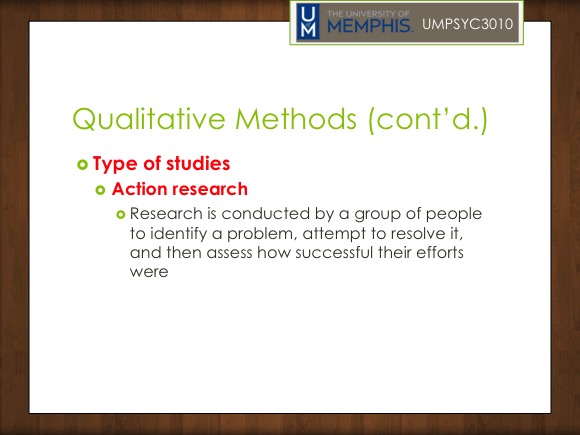 UM
THE UNIVERSITY OF
MEMPHIS.
UMPSYC3010
Qualitative Methods (cont’d.)
Type of studies
Action research
Research is conducted by a group of people
to identify a problem, attempt to resolve it,
and then assess how successful their efforts
were